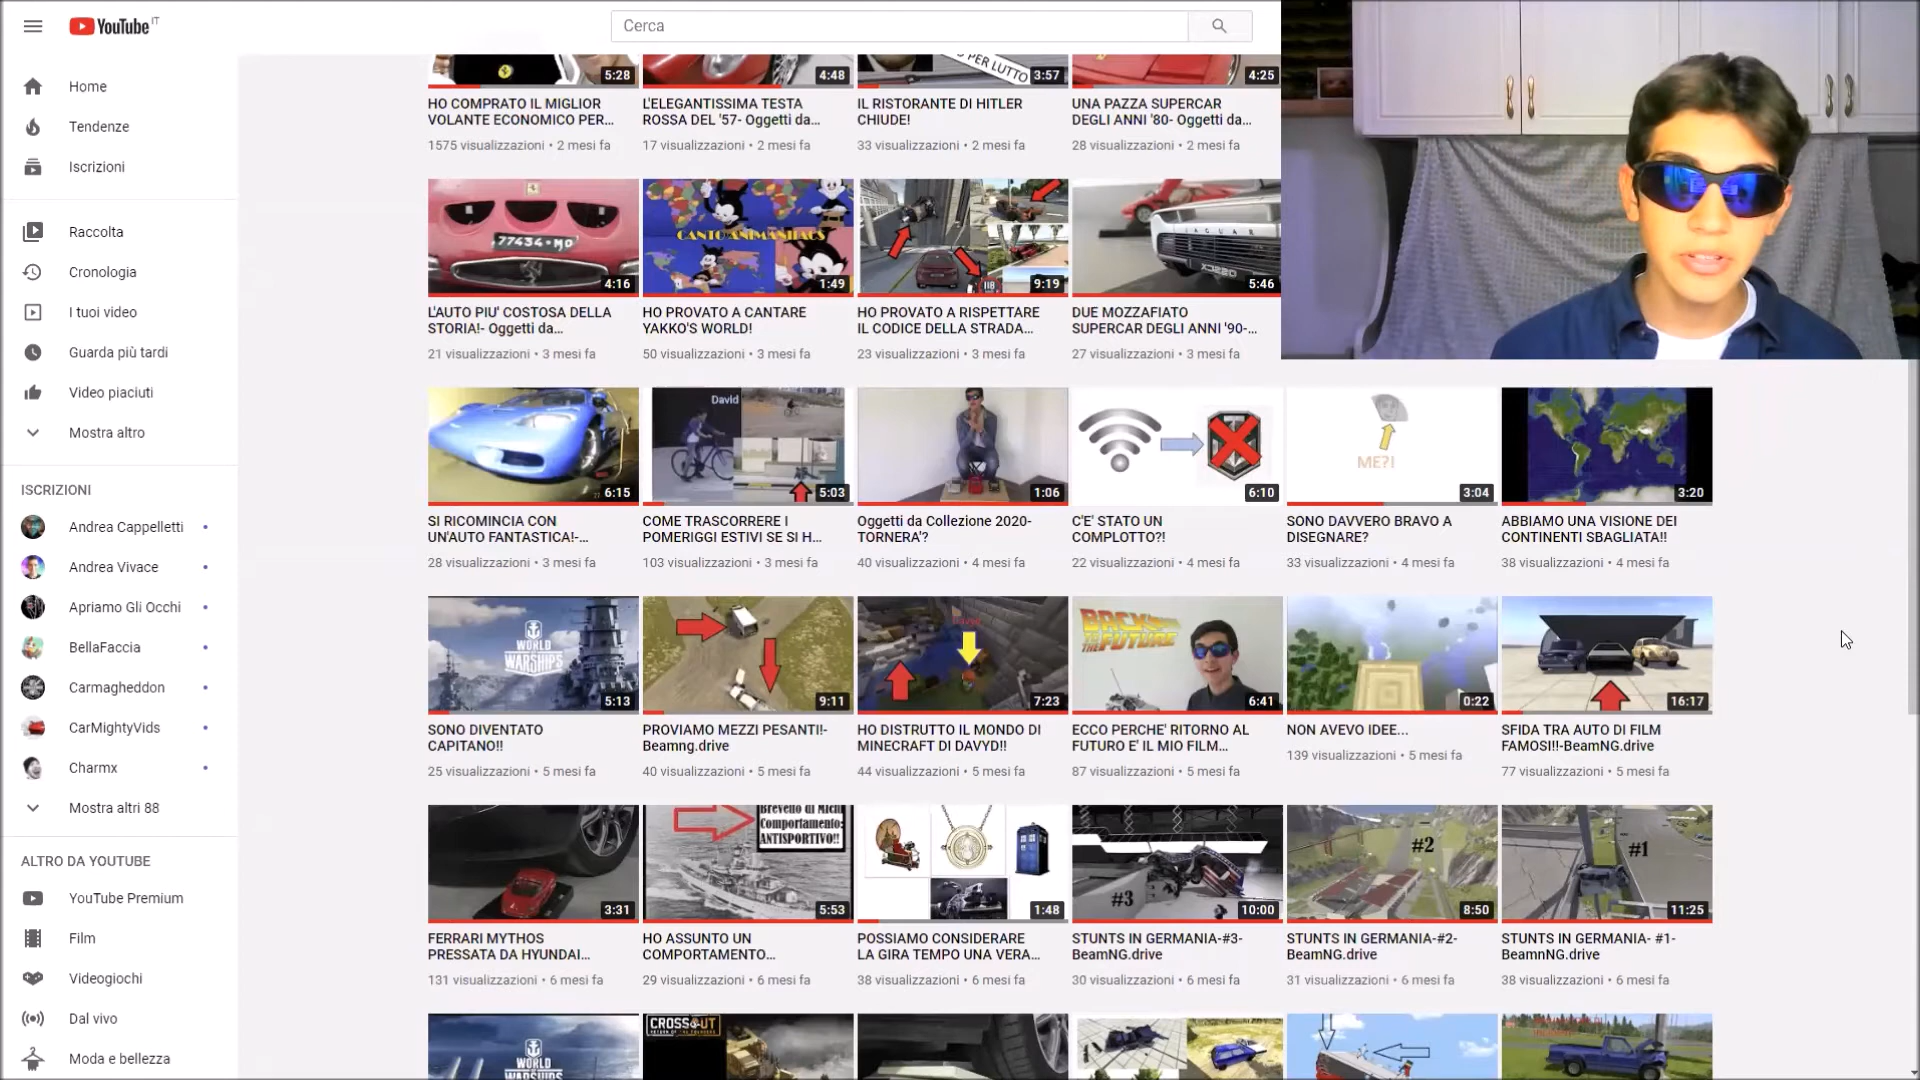 YouTube IT
Cerca
Home
Tendenze
Iscrizioni
Raccolta
Cronologia
I tuoi video
Guarda più tardi
Video piaciuti
Mostra altro
ISCRIZIONI
Andrea Cappelletti
Andrea Vivace
Apriamo Gli Occhi
BellaFaccia
Carmagheddon
CarMightyVids
Charmx
Mostra altri 88
ALTRO DA YOUTUBE
YouTube Premium
Film
Videogiochi
Dal vivo
Moda e bellezza
5:28
HO COMPRATO IL MIGLIOR
VOLANTE ECONOMICO PER...
1575 visualizzazioni • 2 mesi fa
4:48
L'ELEGANTISSIMA TESTA
ROSSA DEL '57- Oggetti da...
17 visualizzazioni • 2 mesi fa
PER LUTTO
3:57
IL RISTORANTE DI HITLER
CHIUDE!
33 visualizzazioni • 2 mesi fa
4:25
UNA PAZZA SUPERCAR
DEGLI ANNI '80- Oggetti da...
28 visualizzazioni • 2 mesi fa
77434•MO
4:16
L'AUTO PIU' COSTOSA DELLA
STORIA!- Oggetti da...
21 visualizzazioni • 3 mesi fa
CANTO ANIMANIACS
1:49
HO PROVATO A CANTARE
YAKKO'S WORLD!
50 visualizzazioni • 3 mesi fa
118
9:19
HO PROVATO A RISPETTARE
IL CODICE DELLA STRADA...
23 visualizzazioni • 3 mesi fa
JAGUAR
XJ220
5:46
DUE MOZZAFIATO
SUPERCAR DEGLI ANNI '90-...
27 visualizzazioni • 3 mesi fa
6:15
SI RICOMINCIA CON
UN'AUTO FANTASTICA!-...
28 visualizzazioni • 3 mesi fa
David
5:03
COME TRASCORRERE I
POMERIGGI ESTIVI SE SI H...
103 visualizzazioni • 3 mesi fa
1:06
Oggetti da Collezione 2020-
TORNERA'?
40 visualizzazioni • 4 mesi fa
6:10
C'E' STATO UN
COMPLOTTO?!
22 visualizzazioni • 4 mesi fa
ME?!
3:04
SONO DAVVERO BRAVO A
DISEGNARE?
33 visualizzazioni • 4 mesi fa
3:20
ABBIAMO UNA VISIONE DEI
CONTINENTI SBAGLIATA!!
38 visualizzazioni • 4 mesi fa
WORLD
WARSHIPS
5:13
SONO DIVENTATO
CAPITANO!!
25 visualizzazioni • 5 mesi fa
9:11
PROVIAMO MEZZI PESANTI!-
Beamng.drive
40 visualizzazioni • 5 mesi fa
7:23
HO DISTRUTTO IL MONDO DI
MINECRAFT DI DAVYD!!
44 visualizzazioni • 5 mesi fa
BACK TO THE
FUTURE
6:41
ECCO PERCHE' RITORNO AL
FUTURO E' IL MIO FILM...
87 visualizzazioni • 5 mesi fa
0:22
NON AVEVO IDEE...
139 visualizzazioni • 5 mesi fa
16:17
SFIDA TRA AUTO DI FILM
FAMOSI!!-BeamNG.drive
77 visualizzazioni • 5 mesi fa
3:31
FERRARI MYTHOS
PRESSATA DA HYUNDAI...
131 visualizzazioni • 6 mesi fa
Comportamento:
ANTISPORTIVO!!
5:53
HO ASSUNTO UN
COMPORTAMENTO...
29 visualizzazioni • 6 mesi fa
1:48
POSSIAMO CONSIDERARE
LA GIRA TEMPO UNA VERA...
38 visualizzazioni • 6 mesi fa
#3
10:00
STUNTS IN GERMANIA-#3-
BeamNG.drive
30 visualizzazioni • 6 mesi fa
#2
8:50
STUNTS IN GERMANIA-#2-
BeamNG.drive
31 visualizzazioni • 6 mesi fa
#1
11:25
STUNTS IN GERMANIA- #1-
BeamnNG.drive
38 visualizzazioni • 6 mesi fa
WORLD
CROSSOUT